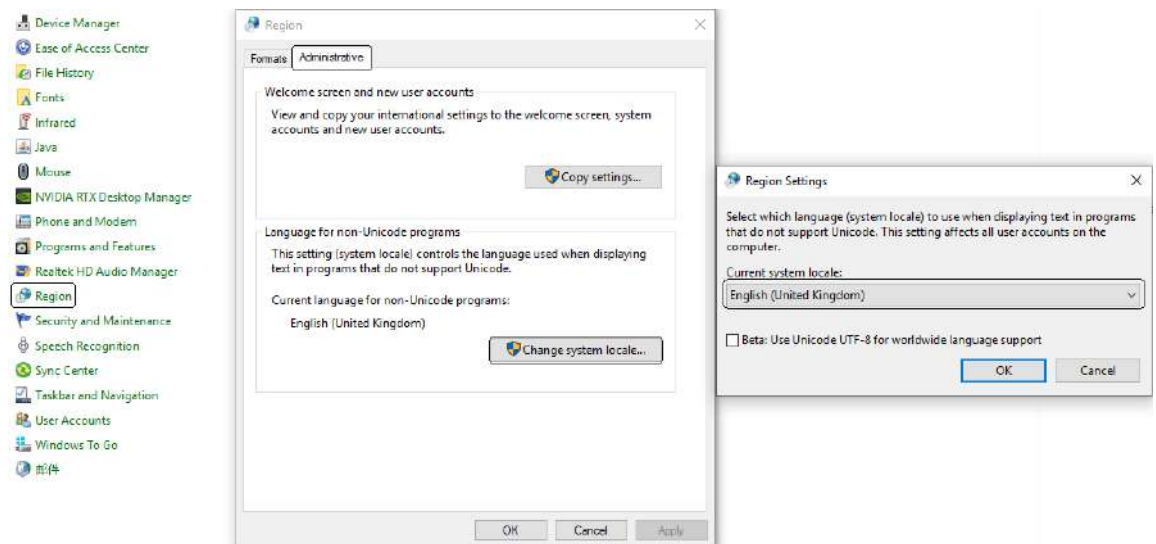 Device Manager
Ease of Access Center
File History
Fonts
Infrared
Java
Mouse
NVIDIA RTX Desktop Manager
Phone and Modem
Programs and Features
Realtek HD Audio Manager
Region
Security and Maintenance
Speech Recognition
Sync Center
Taskbar and Navigation
User Accounts
Windows To Go
邮件
Region
Formats Administrative
Welcome screen and new user accounts
View and copy your international settings to the welcome screen, system
accounts and new user accounts.
Copy settings...
Language for non-Unicode programs
This setting (system locale) controls the language used when displaying
text in programs that do not support Unicode.
Current language for non-Unicode programs:
English (United Kingdom)
Change system locale...
OK Cancel Apply
Region Settings
Select which language (system locale) to use when displaying text in programs
that do not support Unicode. This setting affects all user accounts on the
computer.
Current system locale:
English (United Kingdom)
Beta: Use Unicode UTF-8 for worldwide language support
OK Cancel